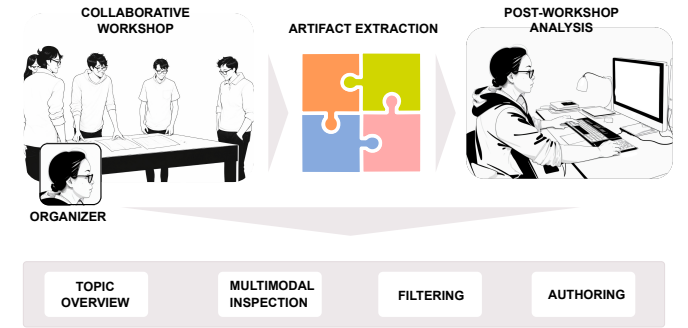 COLLABORATIVE
WORKSHOP
ARTIFACT EXTRACTION
POST-WORKSHOP
ANALYSIS
ORGANIZER
TOPIC
OVERVIEW
MULTIMODAL
INSPECTION
FILTERING
AUTHORING